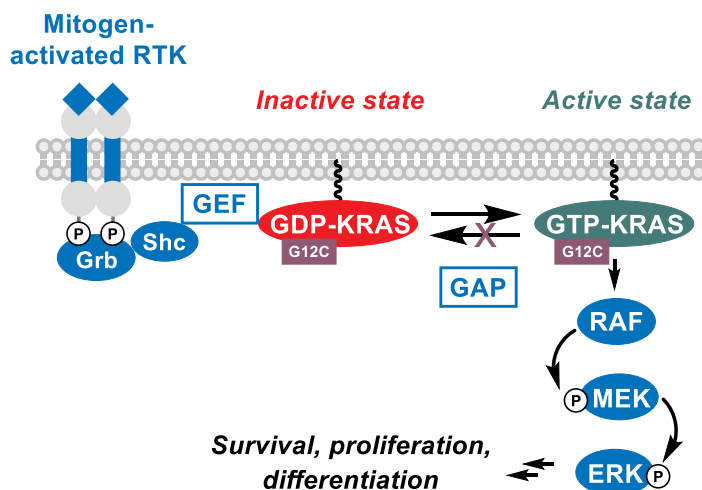 Mitogen-
activated RTK
Inactive state
Active state
GEF
GDP-KRAS
G12C
GTP-KRAS
G12C
P
P
Shc
Grb
X
GAP
RAF
P
MEK
Survival, proliferation,
differentiation
ERK
P